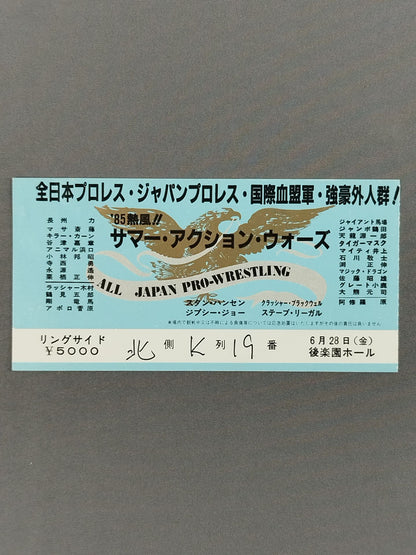 全日本プロレス・ジャパンプロレス・国際血盟軍・強豪外人群!
'85熱風!!
サマー・アクション・ウォーズ
長州力
マサ斎藤
キラー・カーン
谷津嘉章
アニマル浜口
小林邦昭
寺西勇
永源遙
栗栖正伸
ラッシャー木村
鶴見五郎
剛竜馬
アポロ菅原
ジャイアント馬場
ジャンボ鶴田
天龍源一郎
タイガーマスク
マイティ井上
石川敬士
渕正伸
マジック・ドラゴン
佐藤昭雄
グレート小鹿
大熊元司
阿修羅原
ALL JAPAN PRO-WRESTLING
スタン・ハンセン
クラッシャー・ブラックウェル
ジプシー・ジョー
スティーブ・リーガル
リングサイド
¥5000
北側K列19番
6月28日(金)
後楽園ホール